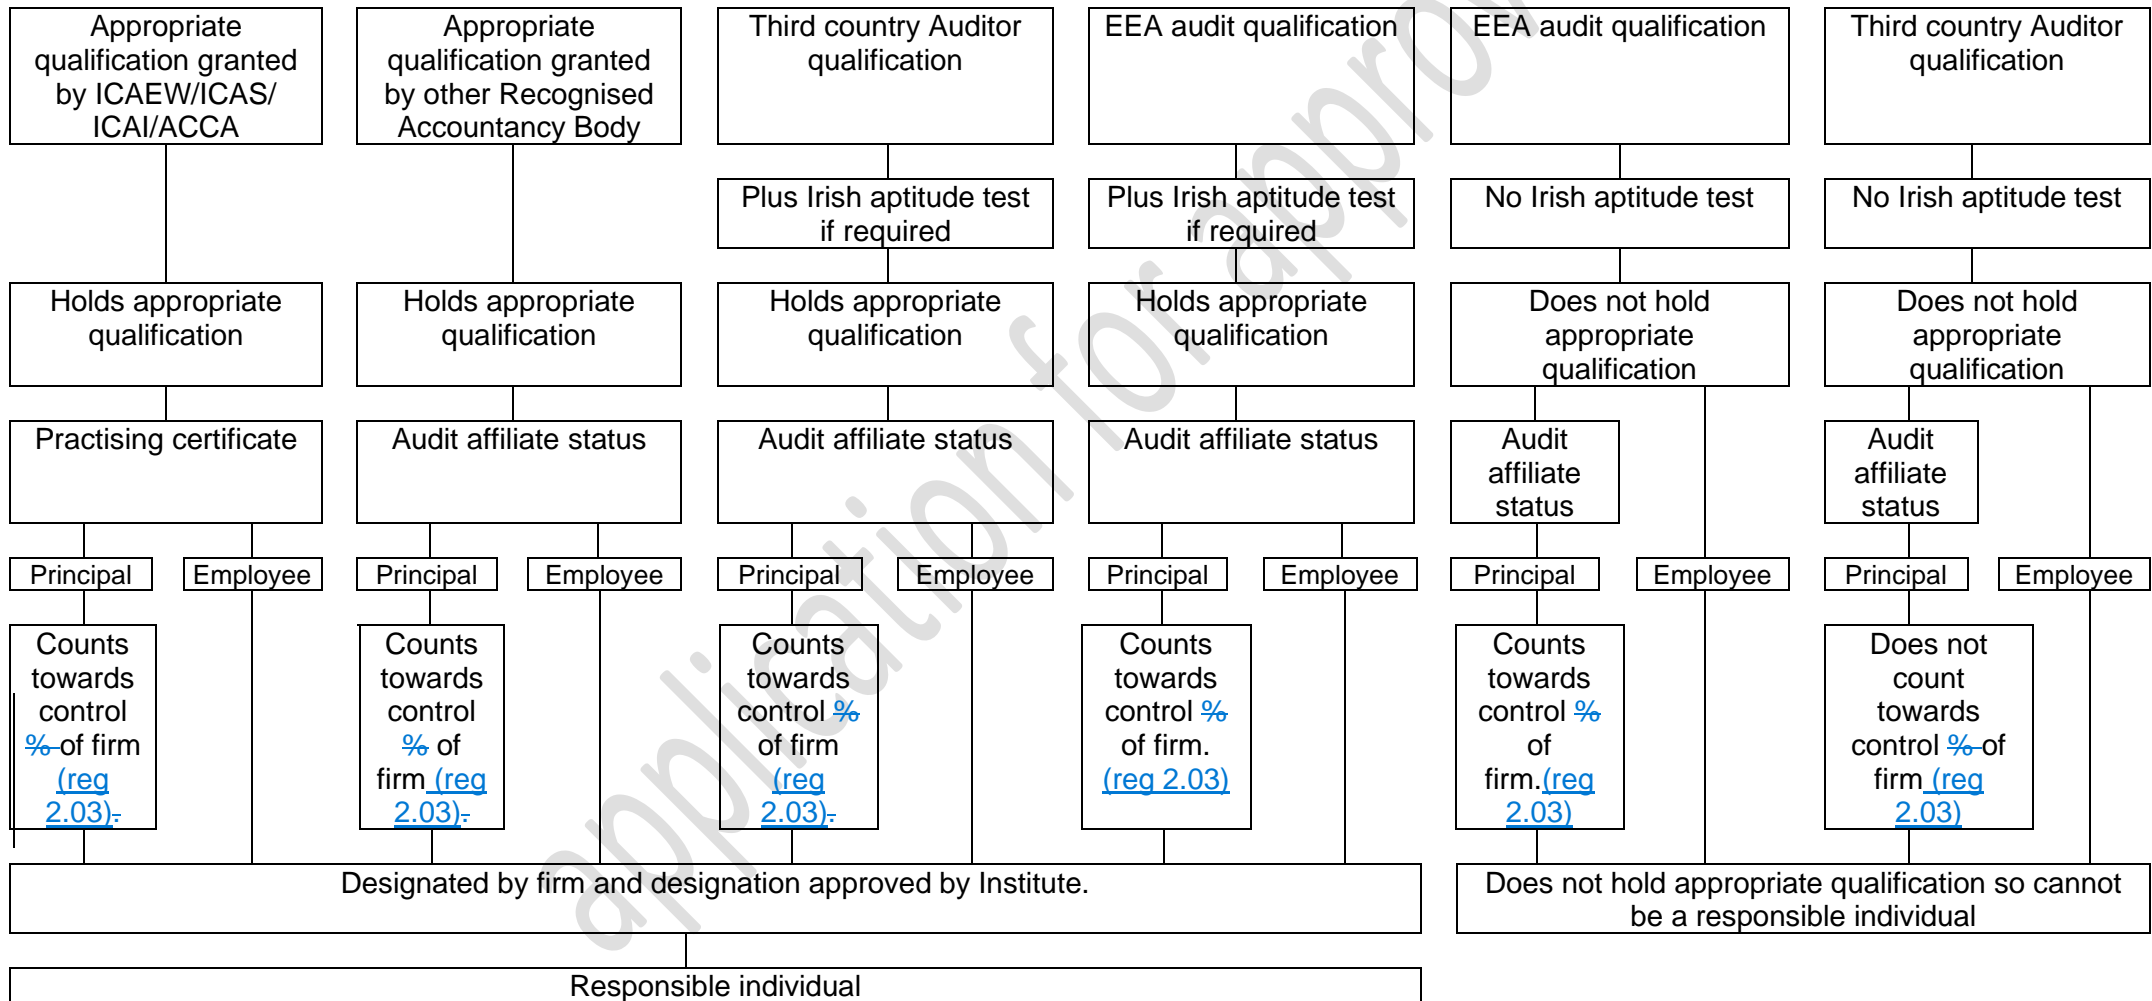 Appropriate
qualification granted
by ICAEW/ICAS/
ICAI/ACCA
Appropriate
qualification granted
by other Recognised
Accountancy Body
Third country Auditor
qualification
EEA audit qualification
EEA audit qualification
Third country Auditor
qualification
Plus Irish aptitude test
if required
Plus Irish aptitude test
if required
No Irish aptitude test
No Irish aptitude test
Holds appropriate
qualification
Holds appropriate
qualification
Holds appropriate
qualification
Holds appropriate
qualification
Does not hold
appropriate
qualification
Does not hold
appropriate
qualification
Practising certificate
Audit affiliate status
Audit affiliate status
Audit affiliate status
Audit
affiliate
status
Audit
affiliate
status
Principal
Employee
Principal
Employee
Principal
Employee
Principal
Employee
Principal
Employee
Principal
Employee
Counts
towards
control
% of firm
(reg
2.03).
Counts
towards
control
% of
firm (reg
2.03).
Counts
towards
control %
of firm
(reg
2.03).
Counts
towards
control %
of firm.
(reg 2.03)
Counts
towards
control %
of
firm.(reg
2.03)
Does not
count
towards
control % of
firm (reg
2.03)
Designated by firm and designation approved by Institute.
Does not hold appropriate qualification so cannot
be a responsible individual
Responsible individual
application for approv